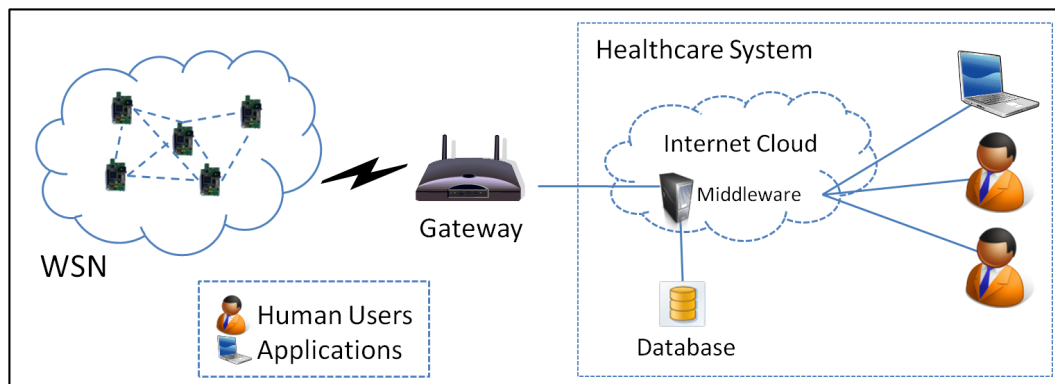 Healthcare System
Internet Cloud
Middleware
Gateway
WSN
Human Users
Applications
Database